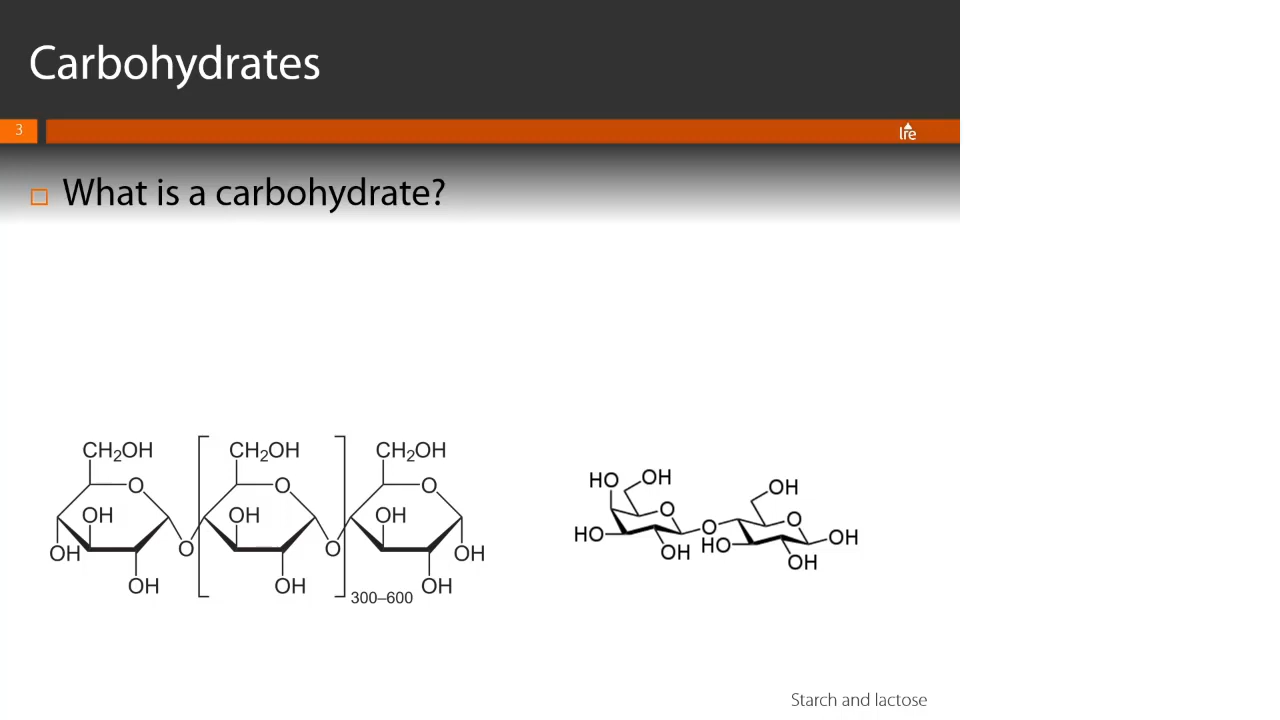 Carbohydrates
3
lre
What is a carbohydrate?
CH2OH CH2OH CH2OH
O O O
OH OH OH
OH O O OH
OH OH OH
300–600
HO OH
OH
O O
HO O OH
OH HO
OH
Starch and lactose